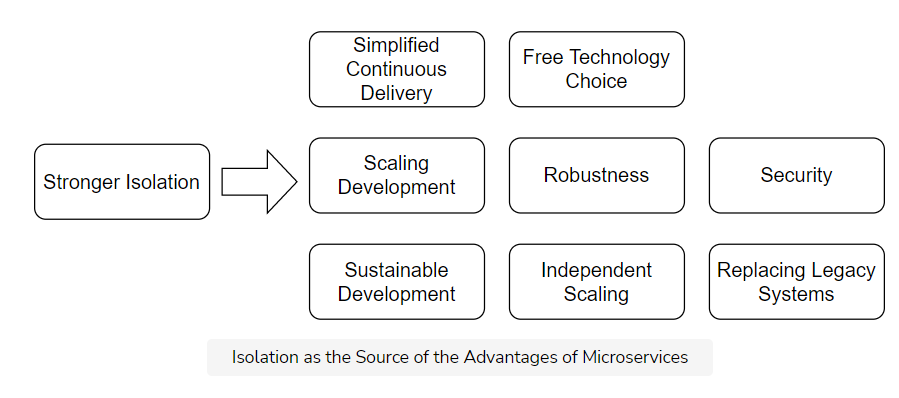 Simplified
Continuous
Delivery
Free Technology
Choice
Stronger Isolation
Scaling
Development
Robustness
Security
Sustainable
Development
Independent
Scaling
Replacing Legacy
Systems
Isolation as the Source of the Advantages of Microservices